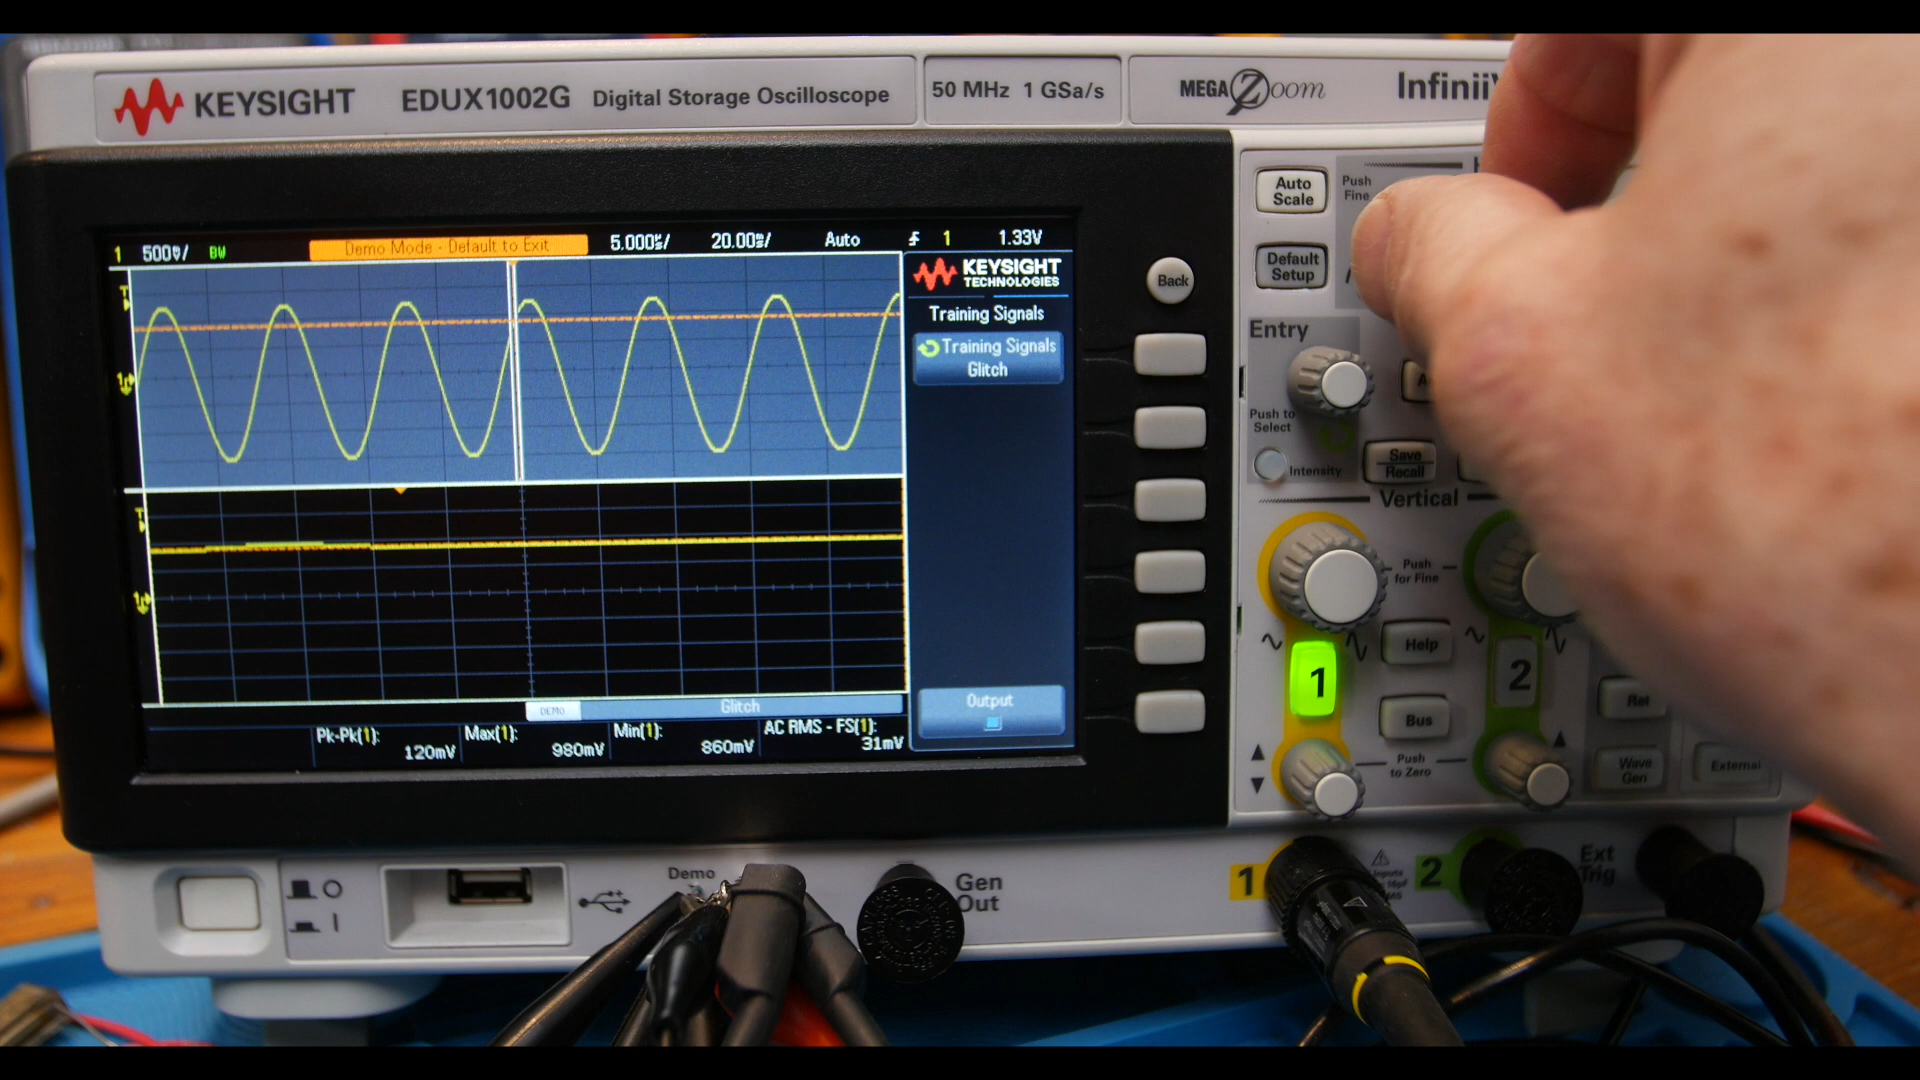 KEYSIGHT EDUX1002G Digital Storage Oscilloscope 50 MHz 1 GSa/s MEGA Zoom
Auto Scale
Push
Fine
Default
Setup
Back
Entry
Push to
Select
Intensity
Save
Recall
Vertical
Push
for Fine
Help
Bus
Push
to Zero
1
2
Ref
Wave
Gen
External
1 500V/ BW Demo Mode - Default to Exit 5.000s/ 20.00s/ Auto 1 1.33V
KEYSIGHT
TECHNOLOGIES
Training Signals
Training Signals
Glitch
T
T
Output
DEMO Glitch
Pk-Pk(1): Max(1): Min(1): AC RMS - FS(1):
120mV 980mV 860mV 31mV
Demo
Gen
Out
1
2
Ext
Trig